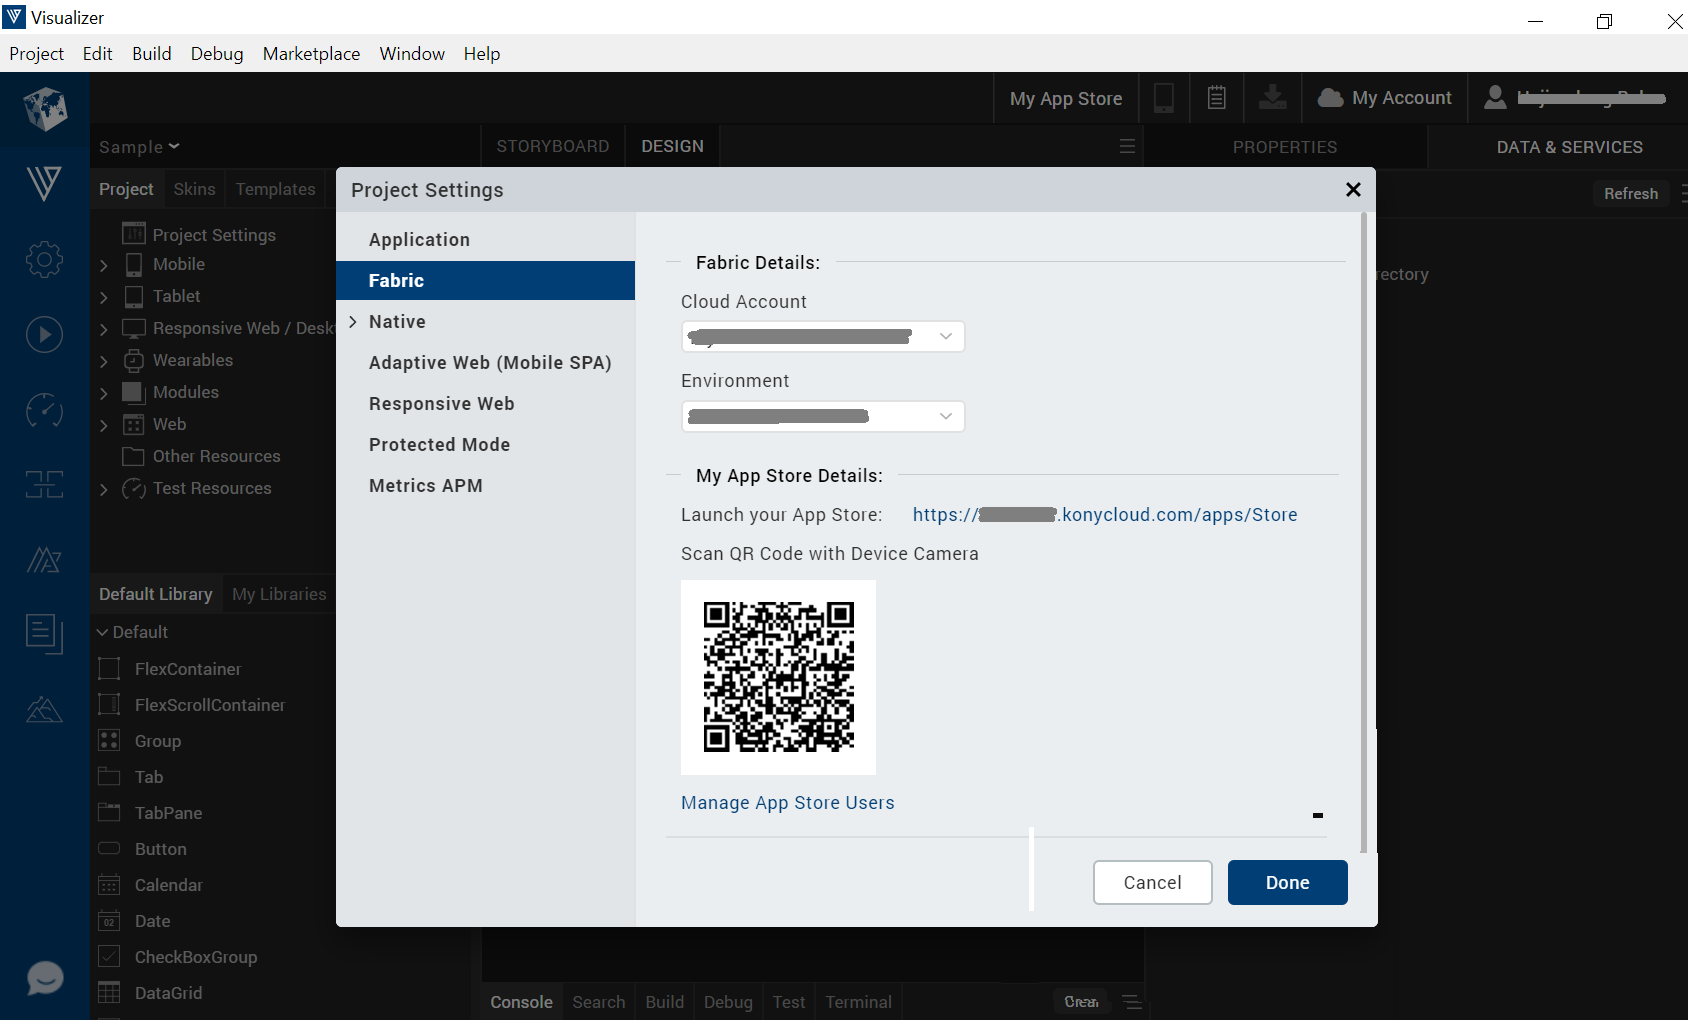 Visualizer
Project Edit Build Debug Marketplace Window Help
My App Store
My Account
Sample
STORYBOARD
DESIGN
PROPERTIES
DATA & SERVICES
Project
Skins
Templates
Refresh
Project Settings
Mobile
Tablet
Responsive Web / Desk
Wearables
Modules
Web
Other Resources
Test Resources
Default Library
My Libraries
Default
FlexContainer
FlexScrollContainer
Group
Tab
TabPane
Button
Calendar
02
Date
CheckBoxGroup
DataGrid
Project Settings
Application
Fabric
Native
Adaptive Web (Mobile SPA)
Responsive Web
Protected Mode
Metrics APM
Fabric Details:
Cloud Account
Environment
My App Store Details:
Launch your App Store: https:// .konycloud.com/apps/Store
Scan QR Code with Device Camera
Manage App Store Users
Cancel
Done
rectory
Console
Search
Build
Debug
Test
Terminal